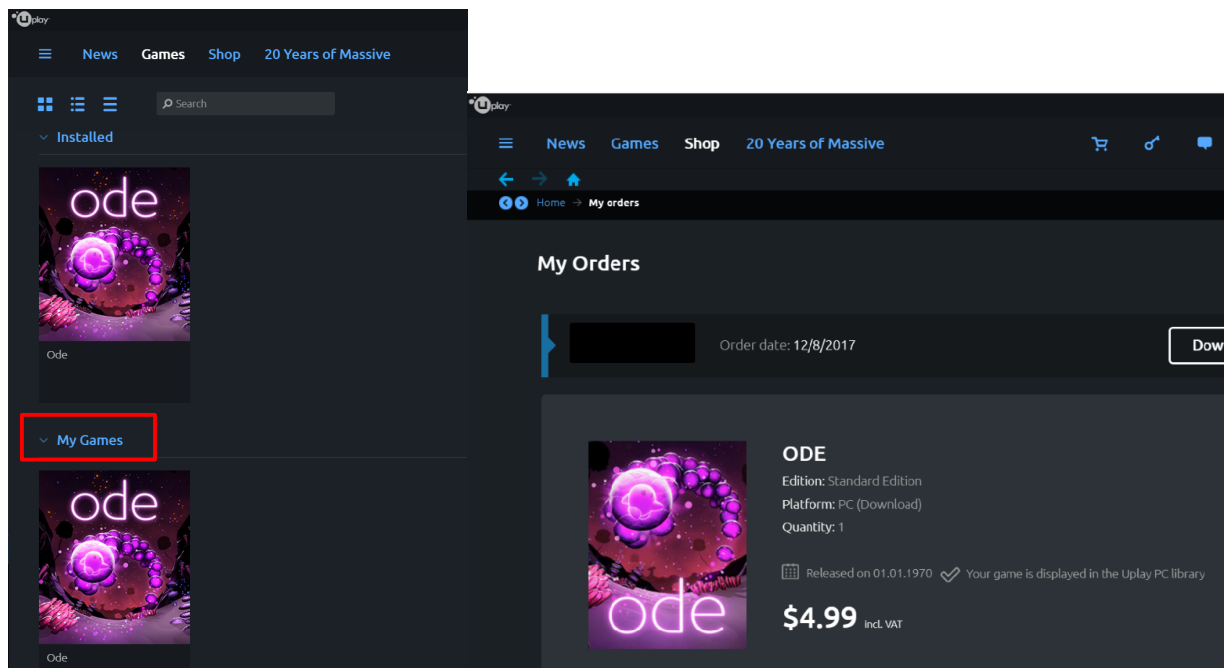 Uplay
News Games Shop 20 Years of Massive
Search
Installed
ode
Ode
My Games
ode
Ode
Uplay
News Games Shop 20 Years of Massive
Home → My orders
My Orders
Order date: 12/8/2017
Dow
ode
ODE
Edition: Standard Edition
Platform: PC (Download)
Quantity: 1
Released on 01.01.1970 Your game is displayed in the Uplay PC library
$4.99 incl. VAT